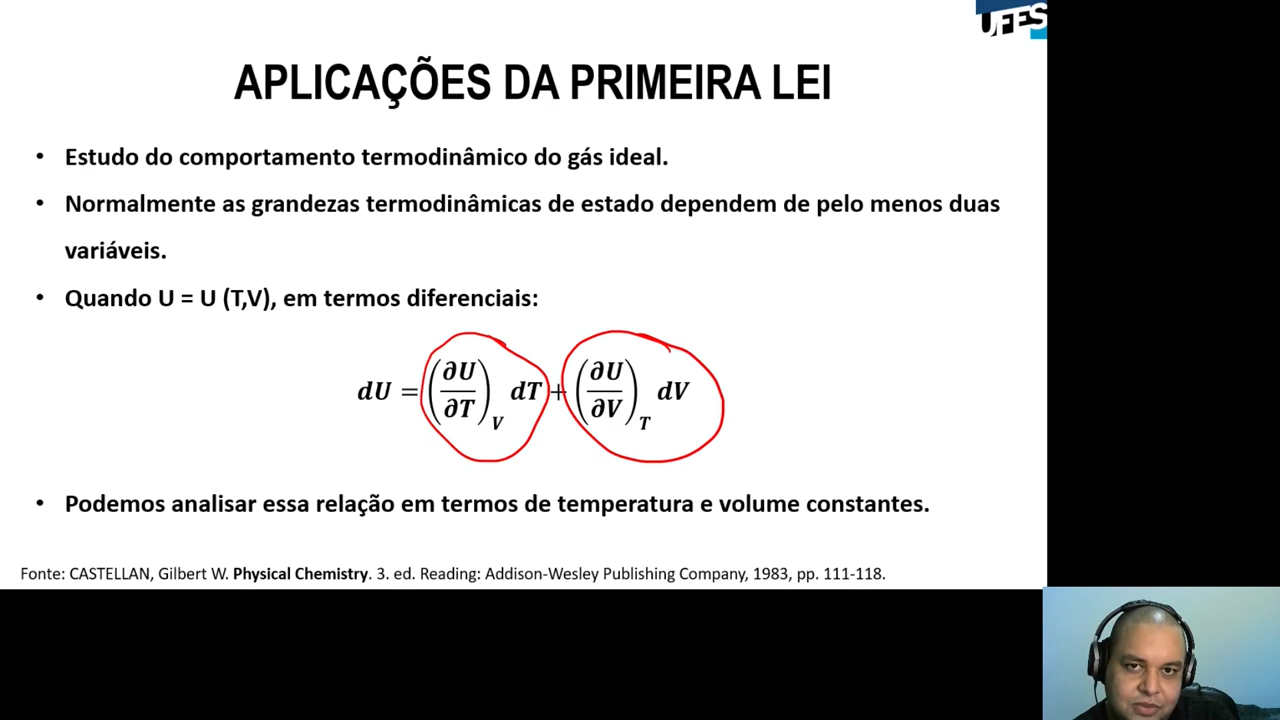 UFES
APLICAÇÕES DA PRIMEIRA LEI
• Estudo do comportamento termodinâmico do gás ideal.
• Normalmente as grandezas termodinâmicas de estado dependem de pelo menos duas
variáveis.
• Quando U = U (T,V), em termos diferenciais:
dU = (∂U/∂T)_V dT + (∂U/∂V)_T dV
• Podemos analisar essa relação em termos de temperatura e volume constantes.
Fonte: CASTELLAN, Gilbert W. Physical Chemistry. 3. ed. Reading: Addison-Wesley Publishing Company, 1983, pp. 111-118.